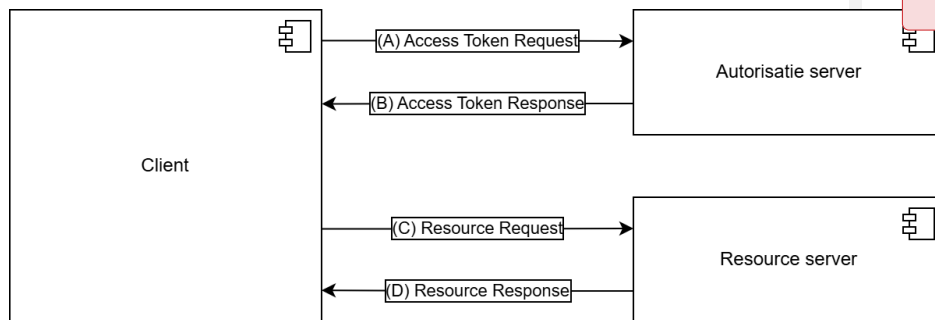 (A) Access Token Request
Autorisatie server
(B) Access Token Response
Client
(C) Resource Request
Resource server
(D) Resource Response